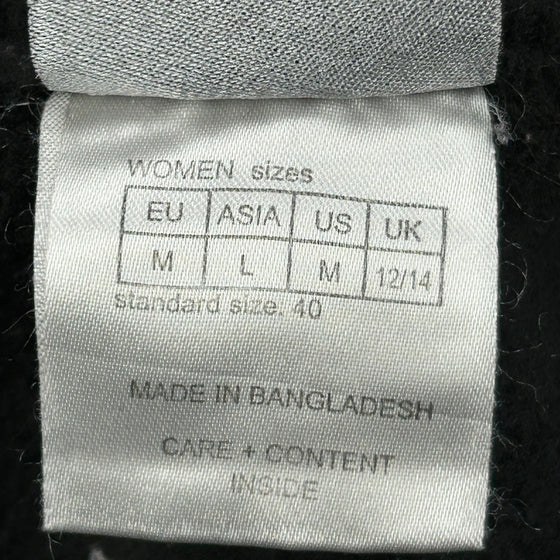 WOMEN sizes
EU ASIA US UK
M L M 12/14
standard size: 40
MADE IN BANGLADESH
CARE + CONTENT
INSIDE